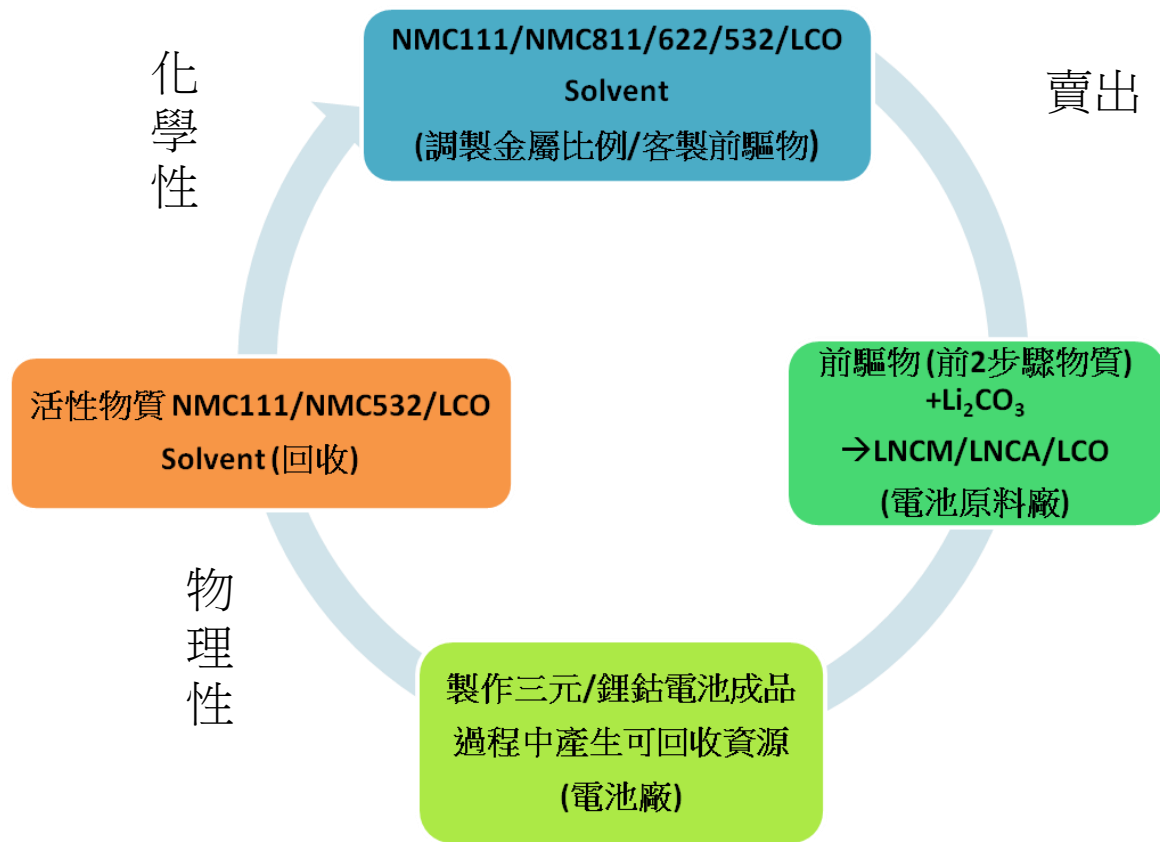 化學性
NMC111/NMC811/622/532/LCO
Solvent
(調製金屬比例/客製前驅物)
賣出
前驅物(前2步驟物質)
+Li₂CO₃
→LNCM/LNCA/LCO
(電池原料廠)
活性物質 NMC111/NMC532/LCO
Solvent (回收)
物理性
製作三元/鋰鈷電池成品
過程中產生可回收資源
(電池廠)